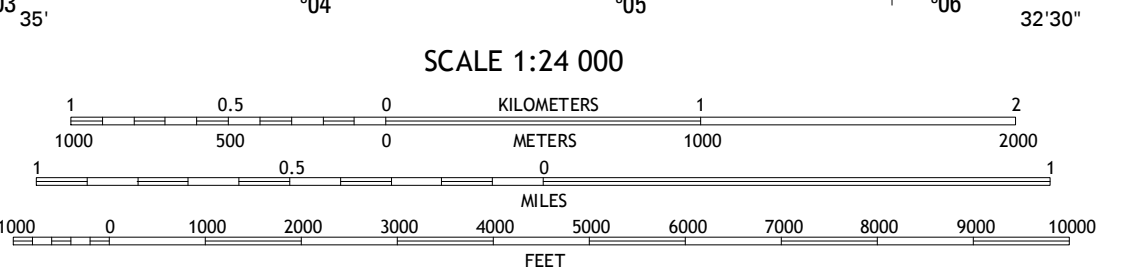 35' °04 °05 °06 32'30"
SCALE 1:24 000
1 0.5 0 KILOMETERS 1 2
1000 500 0 METERS 1000 2000
1 0.5 0 1
MILES
1000 0 1000 2000 3000 4000 5000 6000 7000 8000 9000 10000
FEET